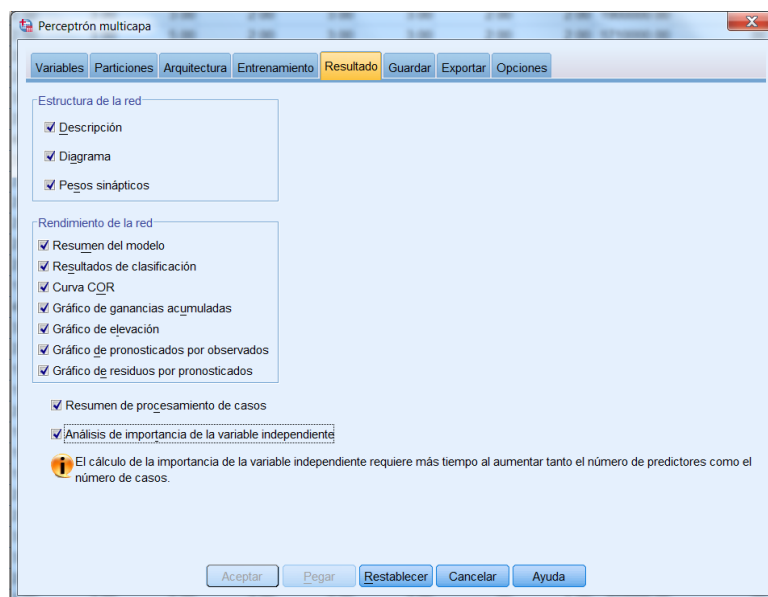 Perceptrón multicapa
Variables Particiones Arquitectura Entrenamiento Resultado Guardar Exportar Opciones
Estructura de la red
Descripción
Diagrama
Pesos sinápticos
Rendimiento de la red
Resumen del modelo
Resultados de clasificación
Curva COR
Gráfico de ganancias acumuladas
Gráfico de elevación
Gráfico de pronosticados por observados
Gráfico de residuos por pronosticados
Resumen de procesamiento de casos
Análisis de importancia de la variable independiente
El cálculo de la importancia de la variable independiente requiere más tiempo al aumentar tanto el número de predictores como el
número de casos.
Aceptar Pegar Restablecer Cancelar Ayuda